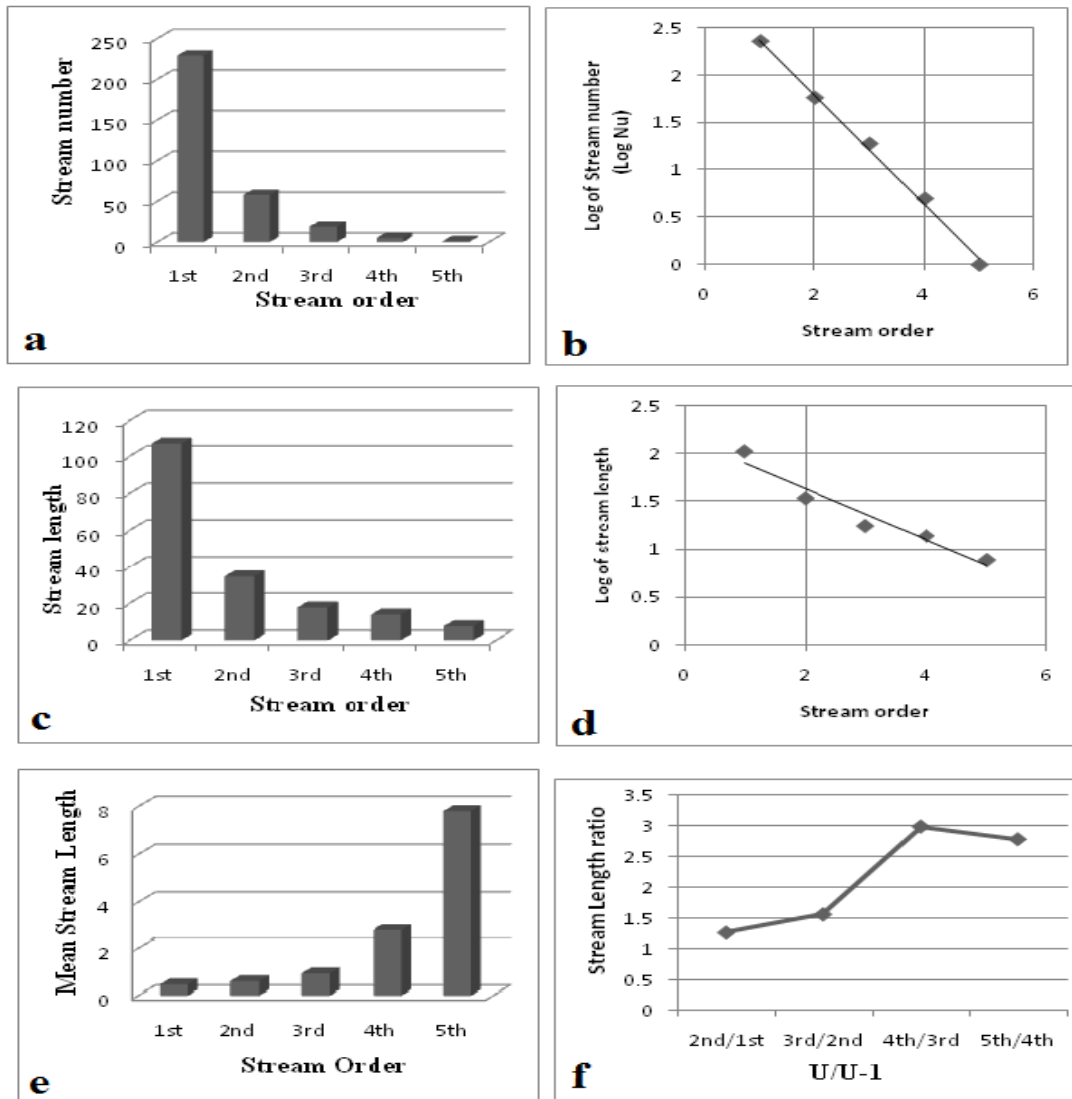 250
200
150
100
50
0
Stream number
1st 2nd 3rd 4th 5th
Stream order
a
2.5
2
1.5
1
0.5
0
Log of Stream number
(Log Nu)
0 2 4 6
Stream order
b
120
100
80
60
40
20
0
Stream length
1st 2nd 3rd 4th 5th
Stream order
c
2.5
2
1.5
1
0.5
0
Log of stream length
0 2 4 6
Stream order
d
8
6
4
2
0
Mean Stream Length
1st 2nd 3rd 4th 5th
Stream Order
e
3.5
3
2.5
2
1.5
1
0.5
0
Stream Length ratio
2nd/1st 3rd/2nd 4th/3rd 5th/4th
U/U-1
f